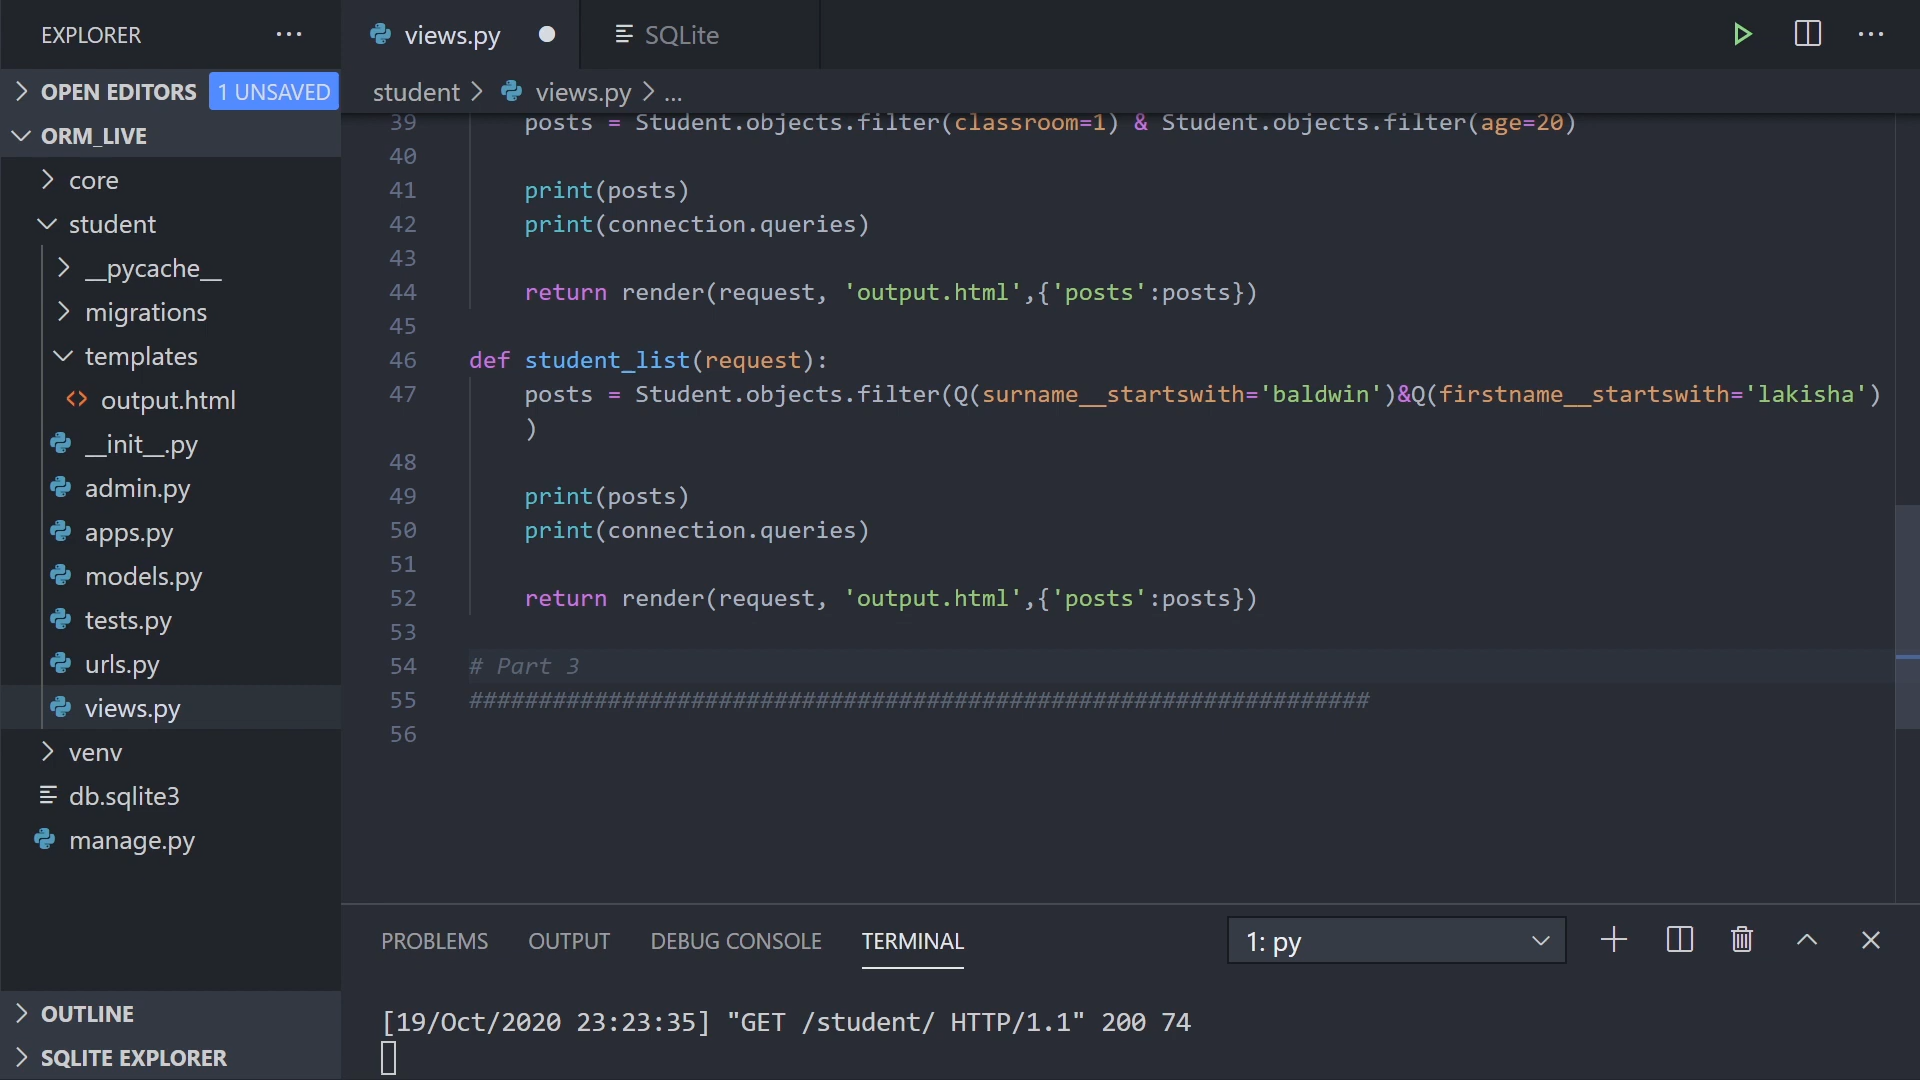 EXPLORER ...
OPEN EDITORS 1 UNSAVED
ORM_LIVE
core
student
__pycache__
migrations
templates
output.html
__init__.py
admin.py
apps.py
models.py
tests.py
urls.py
views.py
venv
db.sqlite3
manage.py
OUTLINE
SQLITE EXPLORER
views.py SQLite
student > views.py > ...
39 posts = Student.objects.filter(classroom=1) & Student.objects.filter(age=20)
40
41 print(posts)
42 print(connection.queries)
43
44 return render(request, 'output.html',{'posts':posts})
45
46 def student_list(request):
47 posts = Student.objects.filter(Q(surname__startswith='baldwin')&Q(firstname__startswith='lakisha')
)
48
49 print(posts)
50 print(connection.queries)
51
52 return render(request, 'output.html',{'posts':posts})
53
54 # Part 3
55 #################################################################
56
PROBLEMS OUTPUT DEBUG CONSOLE TERMINAL 1: py
[19/Oct/2020 23:23:35] "GET /student/ HTTP/1.1" 200 74